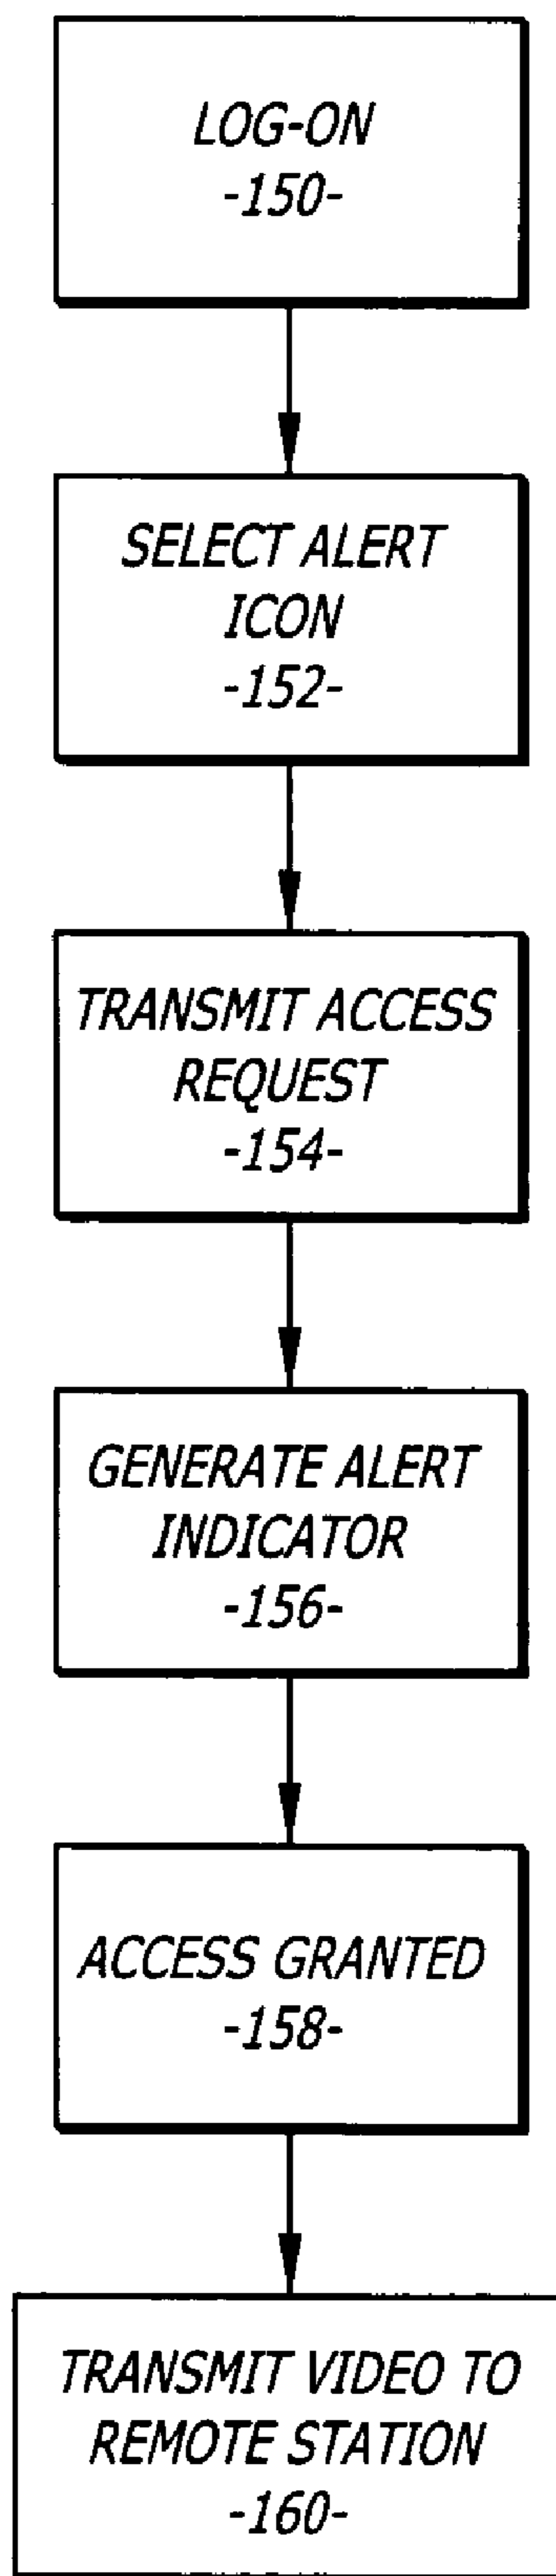 LOG-ON
-150-
SELECT ALERT
ICON
-152-
TRANSMIT ACCESS
REQUEST
-154-
GENERATE ALERT
INDICATOR
-156-
ACCESS GRANTED
-158-
TRANSMIT VIDEO TO
REMOTE STATION
-160-